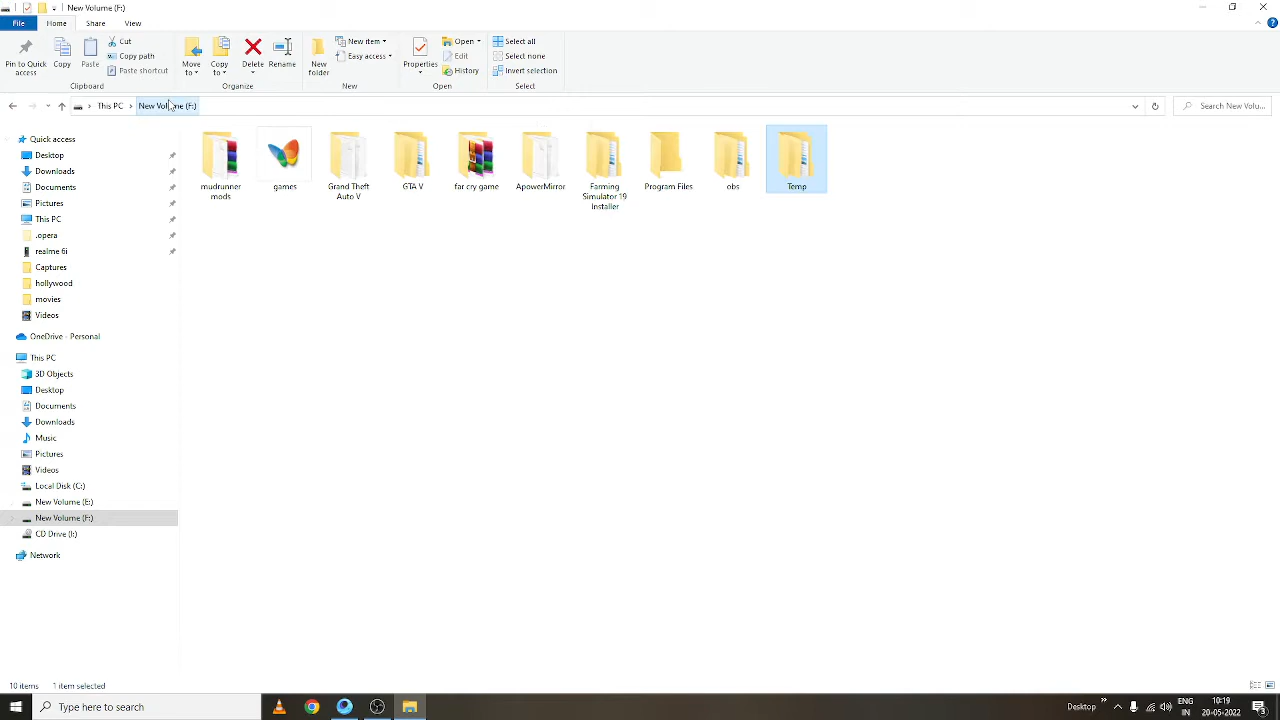 New Volume (F:)
File
Home
Share
View
Pin to Quick access
Copy
Paste
Cut
Copy path
Paste shortcut
Clipboard
Move to
Copy to
Delete
Rename
Organize
New folder
New item
Easy access
New
Properties
Open
Edit
History
Open
Select all
Select none
Invert selection
Select
This PC
New Volume (F:)
Search New Volu...
Quick access
Desktop
Downloads
Documents
Pictures
This PC
.opera
realme 6i
Captures
hollywood
movies
Videos
OneDrive - Personal
This PC
3D Objects
Desktop
Documents
Downloads
Music
Pictures
Videos
Local Disk (C:)
New Volume (E:)
New Volume (F:)
CD Drive (I:)
Network
mudrunner mods
games
Grand Theft Auto V
GTA V
far cry game
ApowerMirror
Farming Simulator 19 Installer
Program Files
obs
Temp
10 items
1 item selected
Type here to search
Desktop
ENG
IN
10:19
20-05-2022